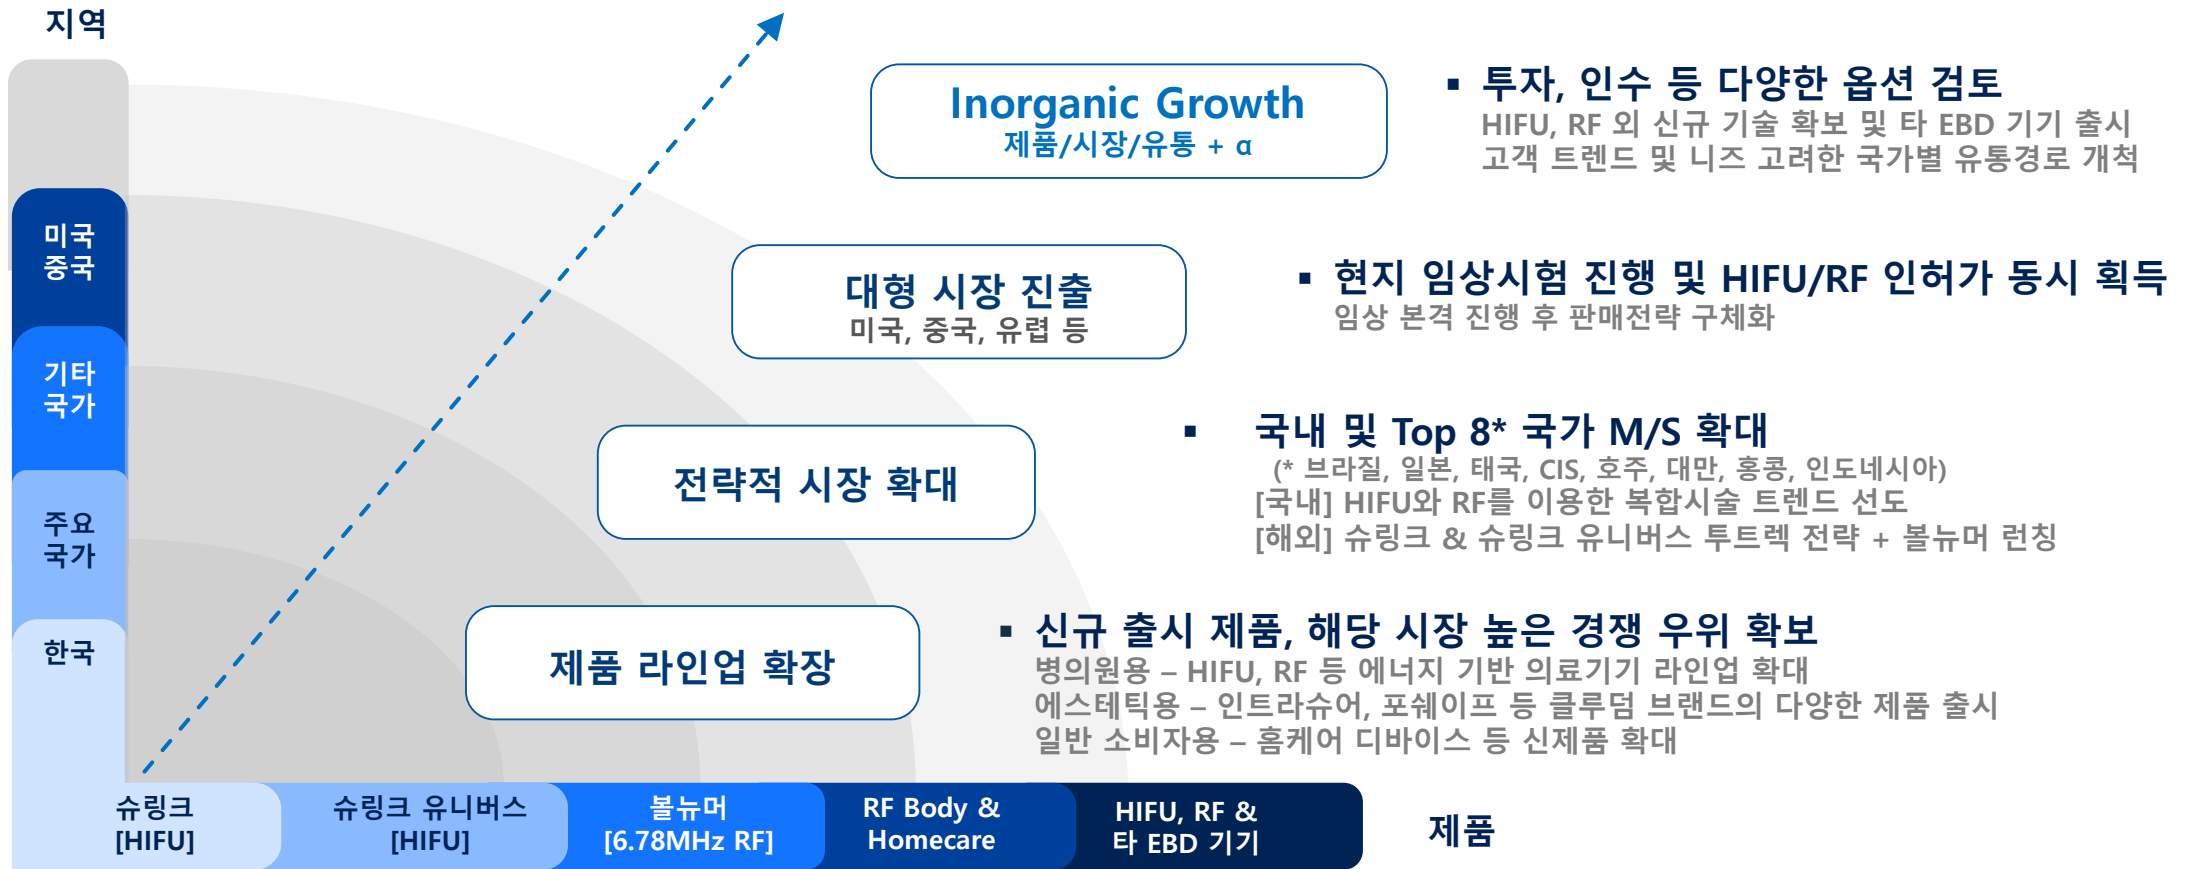 지역
Inorganic Growth
제품/시장/유통 + α
▪ 투자, 인수 등 다양한 옵션 검토
HIFU, RF 외 신규 기술 확보 및 타 EBD 기기 출시
고객 트렌드 및 니즈 고려한 국가별 유통경로 개척
미국
중국
대형 시장 진출
미국, 중국, 유렵 등
▪ 현지 임상시험 진행 및 HIFU/RF 인허가 동시 획득
임상 본격 진행 후 판매전략 구체화
기타
국가
전략적 시장 확대
▪ 국내 및 Top 8* 국가 M/S 확대
(* 브라질, 일본, 태국, CIS, 호주, 대만, 홍콩, 인도네시아)
[국내] HIFU와 RF를 이용한 복합시술 트렌드 선도
[해외] 슈링크 & 슈링크 유니버스 투트렉 전략 + 볼뉴머 런칭
주요
국가
한국
제품 라인업 확장
▪ 신규 출시 제품, 해당 시장 높은 경쟁 우위 확보
병의원용 – HIFU, RF 등 에너지 기반 의료기기 라인업 확대
에스테틱용 – 인트라슈어, 포쉐이프 등 클루덤 브랜드의 다양한 제품 출시
일반 소비자용 – 홈케어 디바이스 등 신제품 확대
슈링크
[HIFU]
슈링크 유니버스
[HIFU]
볼뉴머
[6.78MHz RF]
RF Body &
Homecare
HIFU, RF &
타 EBD 기기
제품